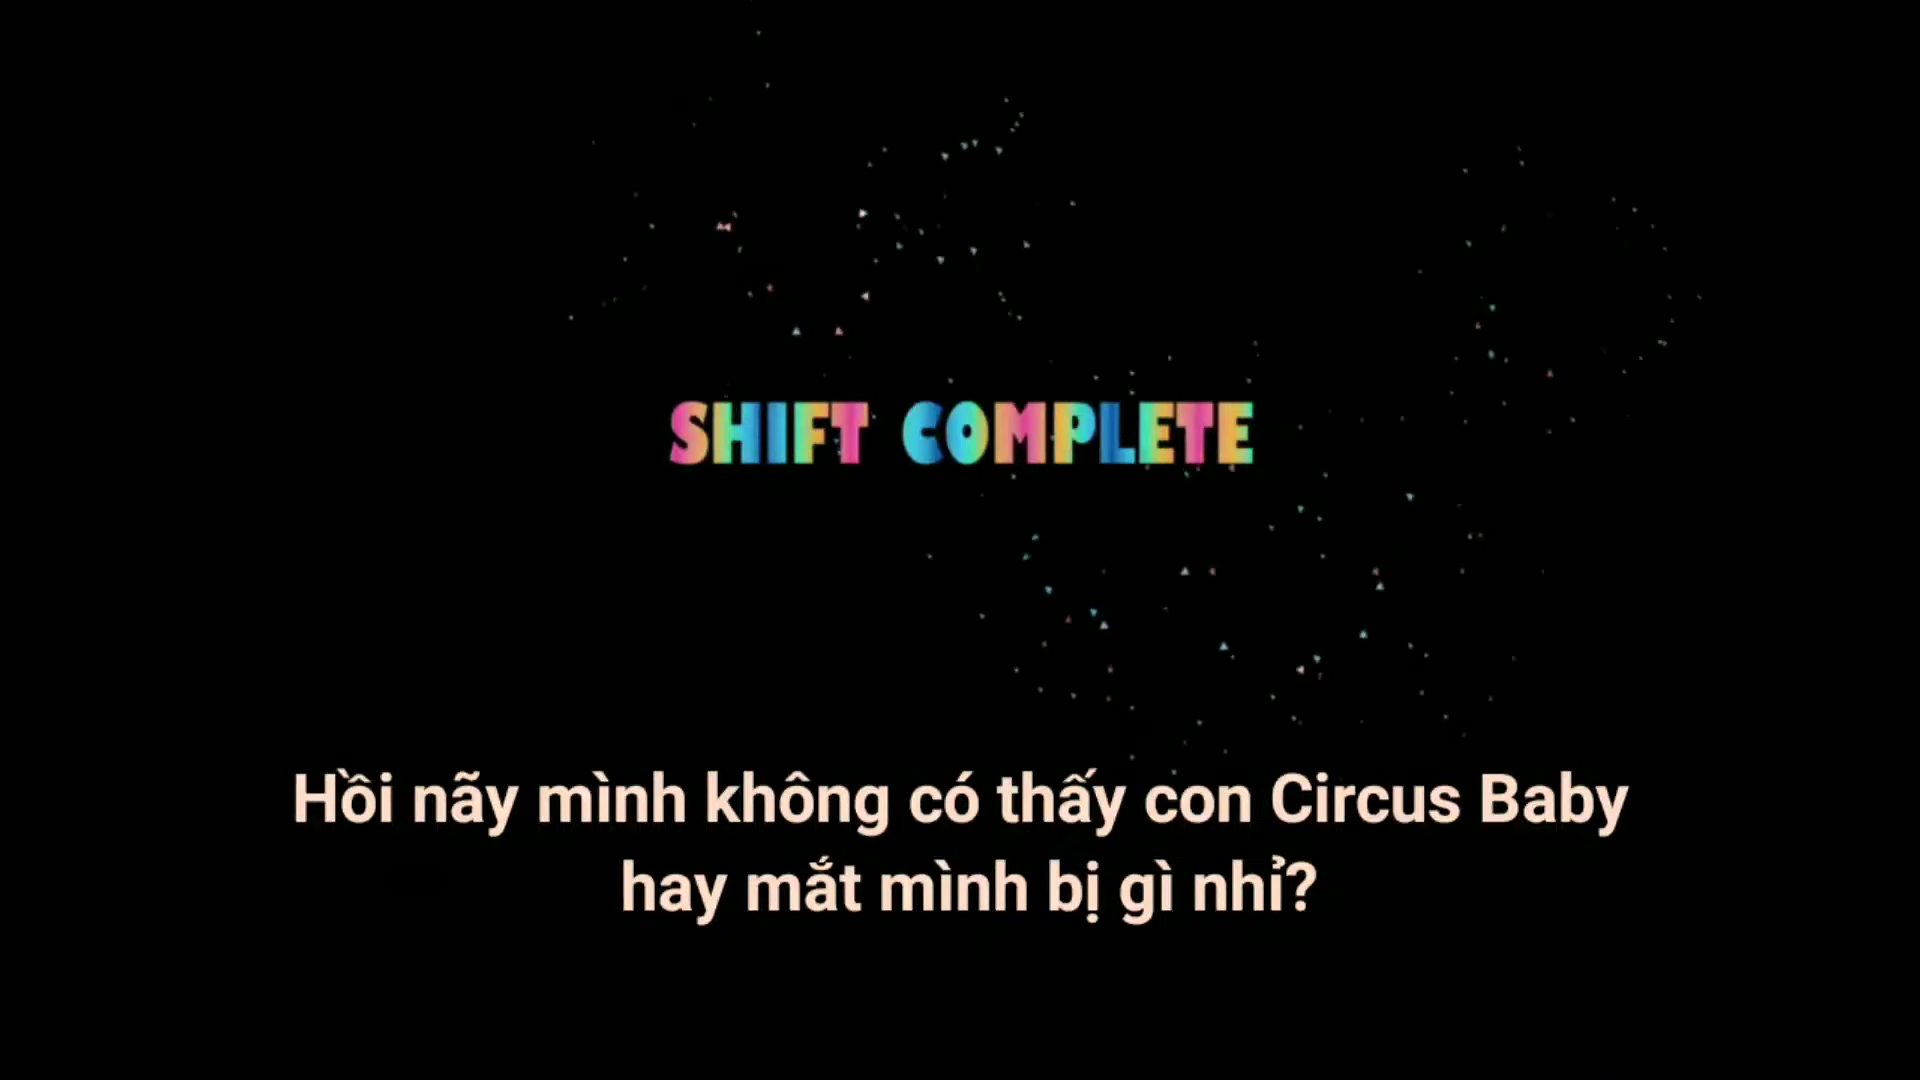 SHIFT COMPLETE
Hồi nãy mình không có thấy con Circus Baby
hay mắt mình bị gì nhỉ?